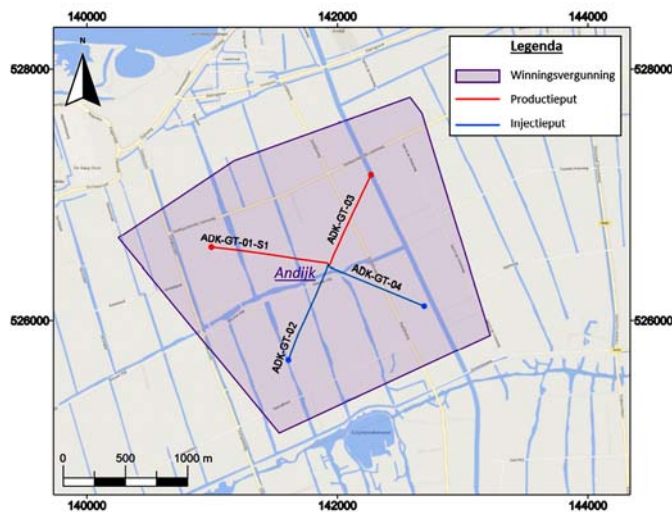 140000
142000
144000
528000
528000
N
Legenda
Winningsvergunning
Productieput
Injectieput
ADK-GT-03
ADK-GT-01-S1
Andijk
ADK-GT-04
ADK-GT-02
526000
526000
0
500
1000 m
140000
142000
144000